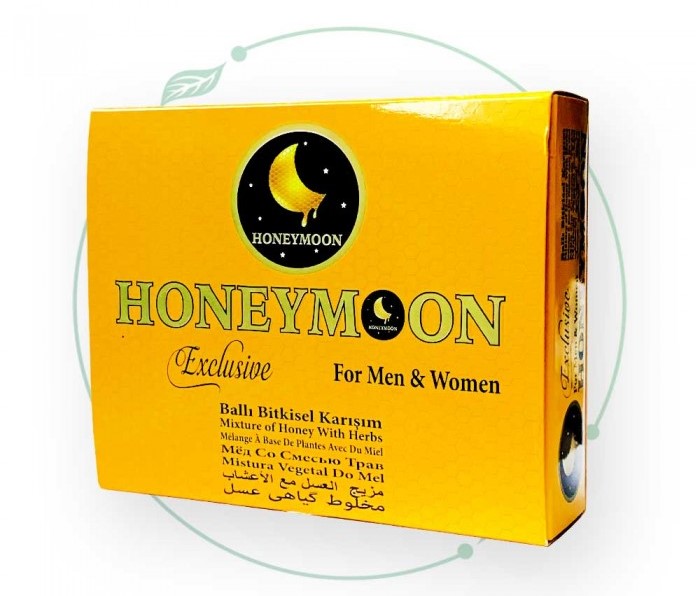 HONEYMOON
HONEYMOON
HONEYMOON
Exclusive
For Men & Women
Ballı Bitkisel Karışım
Mixture of Honey With Herbs
Mélange À Base De Plantes Avec Du Miel
Мёд Со Смесью Трав
Mistura Vegetal Do Mel
مزيج العسل مع الأعشاب
مخلوط گیاهی عسل
Exclusive